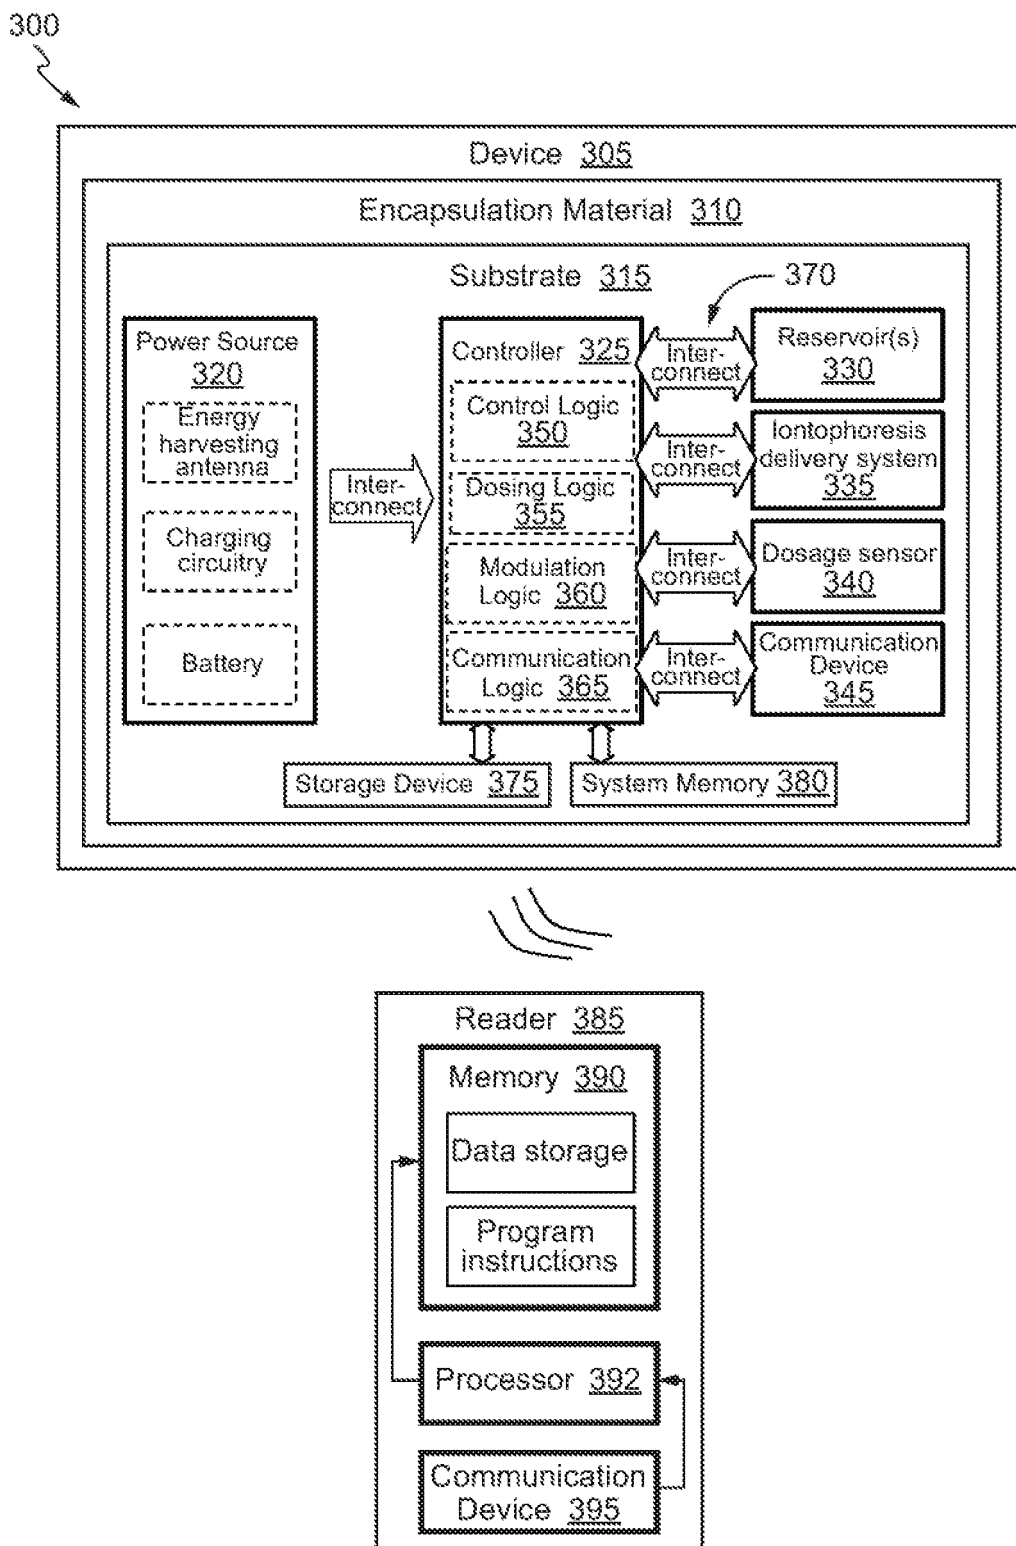 300
Device 305
Encapsulation Material 310
Substrate 315
370
Power Source
320
Energy
harvesting
antenna
Charging
circuitry
Battery
Inter-
connect
Controller 325
Control Logic
350
Dosing Logic
355
Modulation
Logic 360
Communication
Logic 365
Inter-
connect
Inter-
connect
Inter-
connect
Inter-
connect
Reservoir(s)
330
Iontophoresis
delivery system
335
Dosage sensor
340
Communication
Device
345
Storage Device 375
System Memory 380
Reader 385
Memory 390
Data storage
Program
instructions
Processor 392
Communication
Device 395